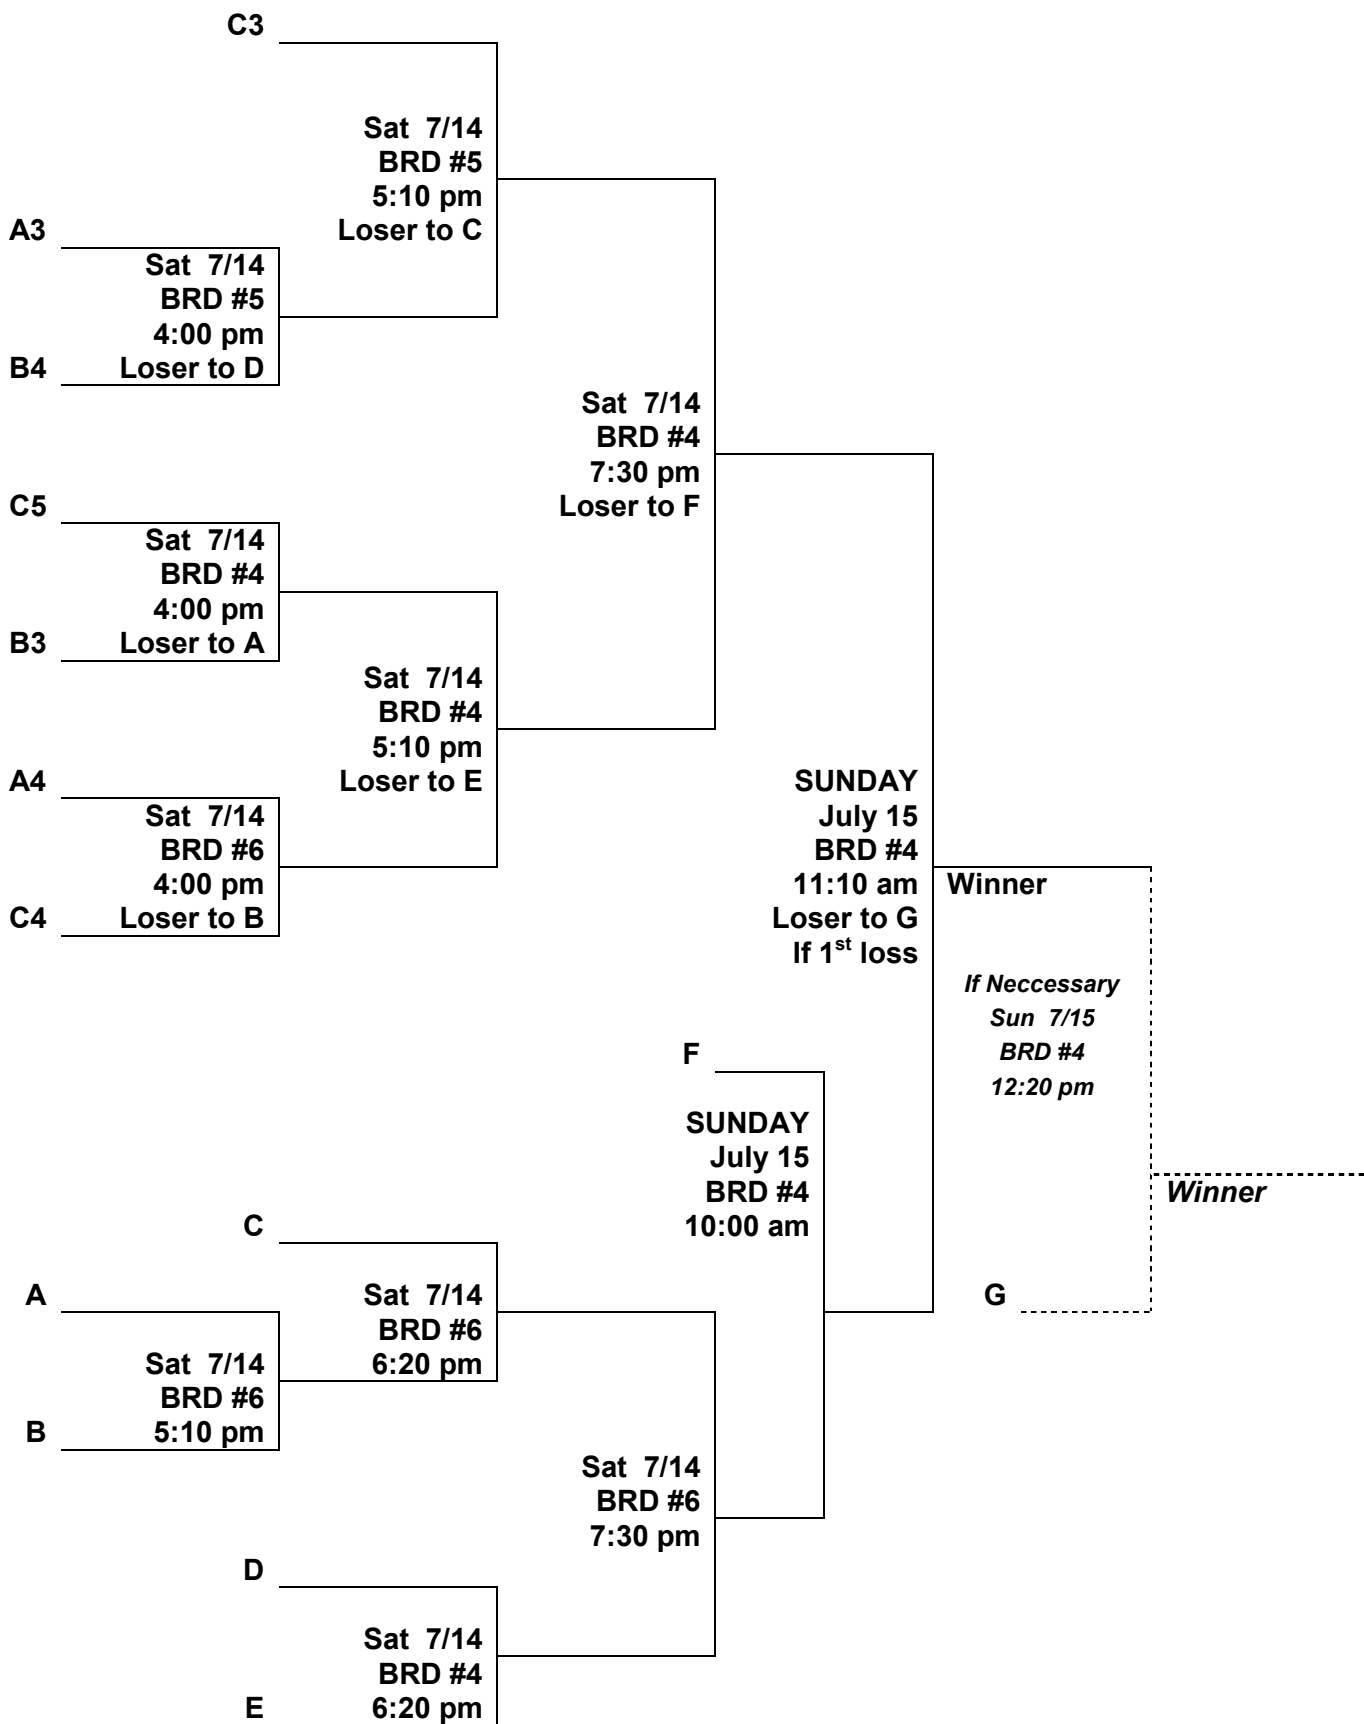 C3
Sat 7/14
BRD #5
5:10 pm
Loser to C
A3
Sat 7/14
BRD #5
4:00 pm
B4 Loser to D
Sat 7/14
BRD #4
7:30 pm
Loser to F
C5
Sat 7/14
BRD #4
4:00 pm
B3 Loser to A
Sat 7/14
BRD #4
5:10 pm
Loser to E
A4
Sat 7/14
BRD #6
4:00 pm
C4 Loser to B
SUNDAY
July 15
BRD #4
11:10 am
Loser to G
If 1st loss
Winner
If Neccessary
Sun 7/15
BRD #4
12:20 pm
F
SUNDAY
July 15
BRD #4
10:00 am
Winner
C
A
Sat 7/14
BRD #6
6:20 pm
G
Sat 7/14
BRD #6
B 5:10 pm
Sat 7/14
BRD #6
7:30 pm
D
Sat 7/14
BRD #4
E 6:20 pm